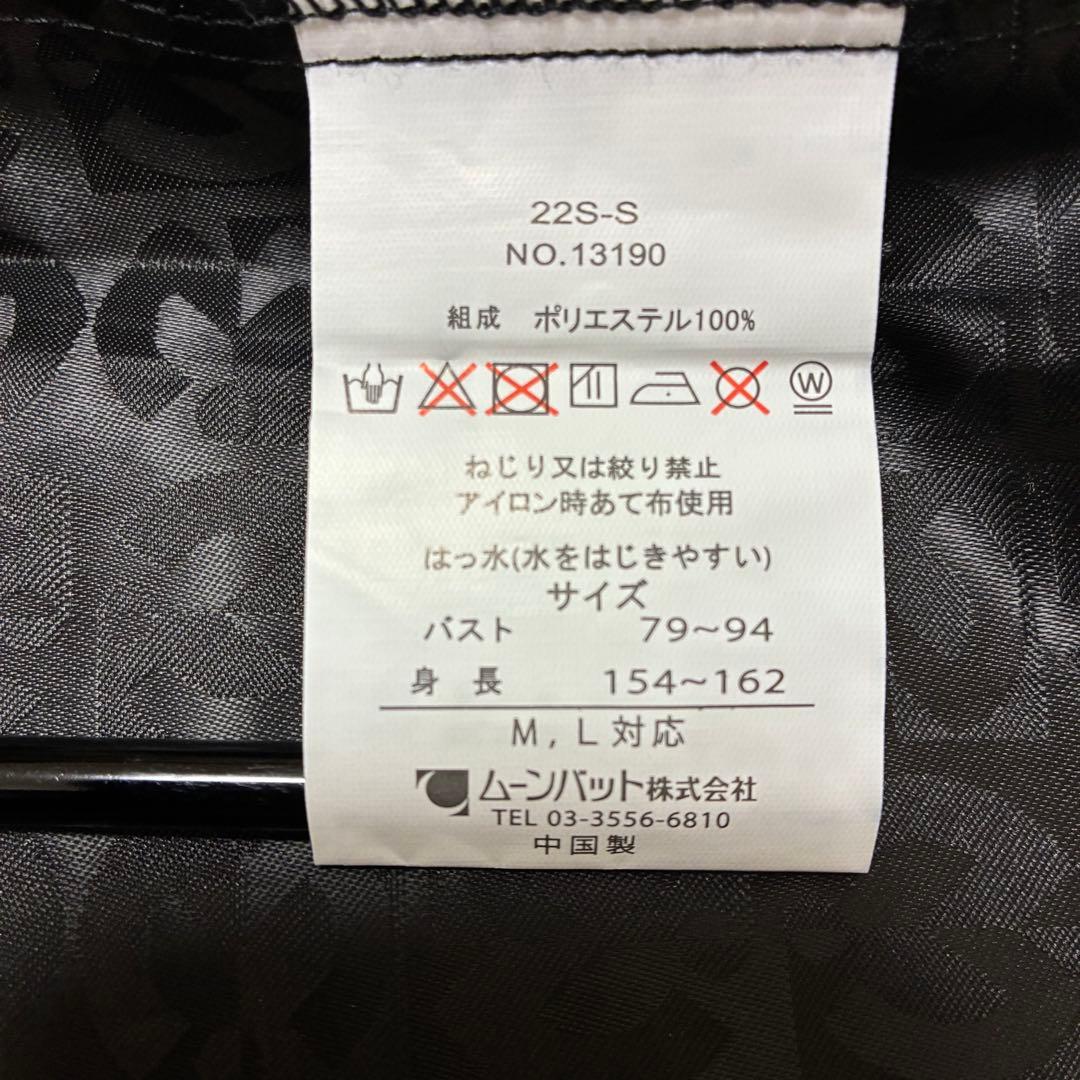 22S-S
NO.13190
組成 ポリエステル100%
W
ねじり又は絞り禁止
アイロン時あて布使用
はっ水(水をはじきやすい)
サイズ
バスト 79~94
身 長 154~162
M , L 対応
ムーンバット株式会社
TEL 03-3556-6810
中国製